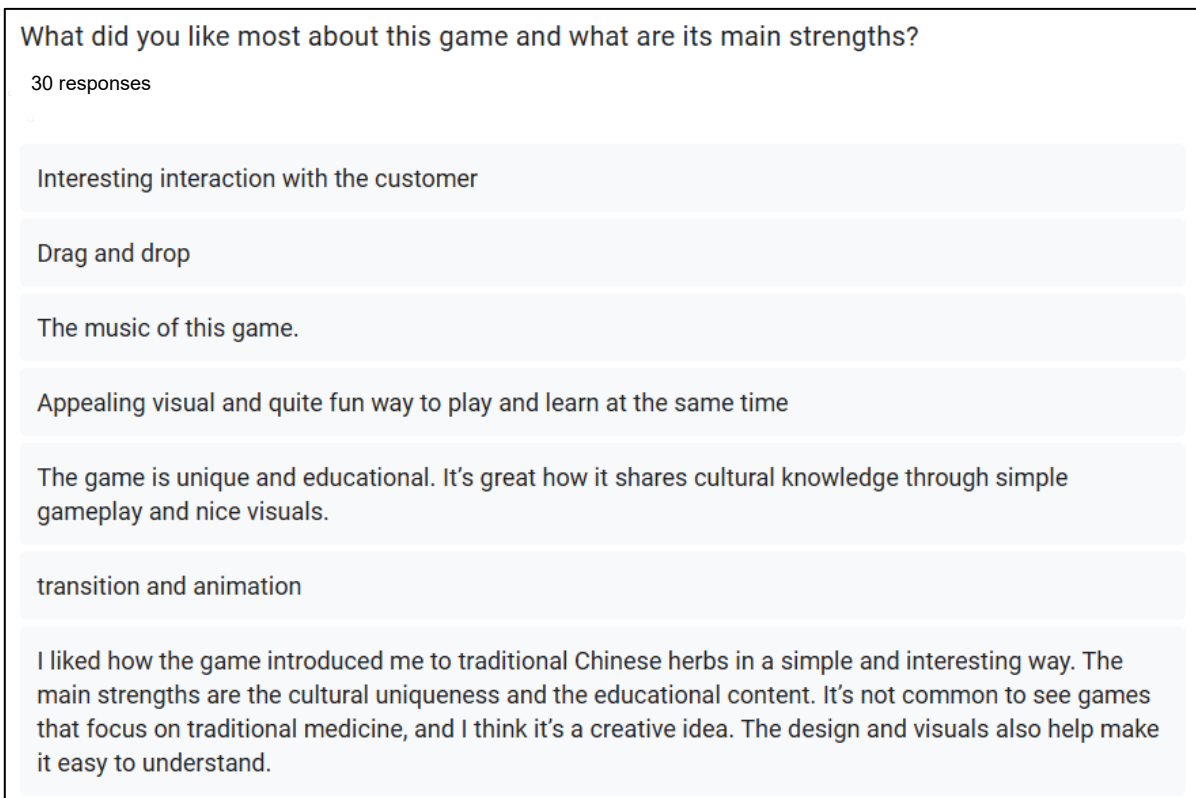 What did you like most about this game and what are its main strengths?
30 responses
Interesting interaction with the customer
Drag and drop
The music of this game.
Appealing visual and quite fun way to play and learn at the same time
The game is unique and educational. It’s great how it shares cultural knowledge through simple
gameplay and nice visuals.
transition and animation
I liked how the game introduced me to traditional Chinese herbs in a simple and interesting way. The
main strengths are the cultural uniqueness and the educational content. It’s not common to see games
that focus on traditional medicine, and I think it’s a creative idea. The design and visuals also help make
it easy to understand.